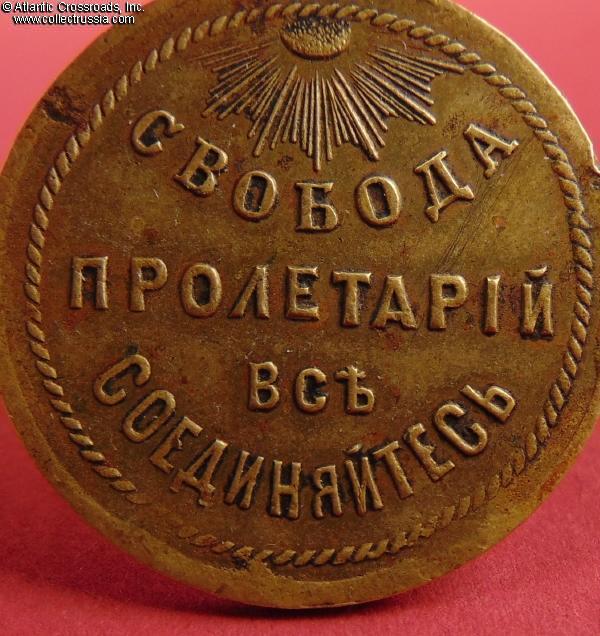 © Atlantic Crossroads, Inc.
www.collectrussia.com
СВОБОДА
ПРОЛЕТАРІЙ
ВСѢ
СОЕДИНЯЙТЕСЬ